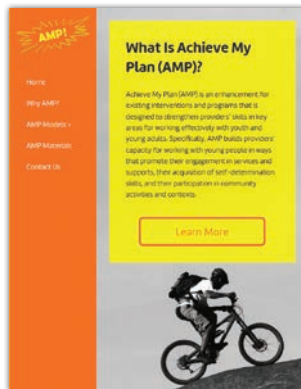 AMP!
Home
Why AMP?
AMP Models >
AMP Materials
Contact Us
What Is Achieve My
Plan (AMP)?
Achieve My Plan (AMP) is an enhancement for
existing interventions and programs that is
designed to strengthen providers' skills in key
areas for working effectively with youth and
young adults. Specifically, AMP builds providers'
capacity for working with young people in ways
that promote their engagement in services and
supports, their acquisition of self-determination
skills, and their participation in community
activities and contexts.
Learn More